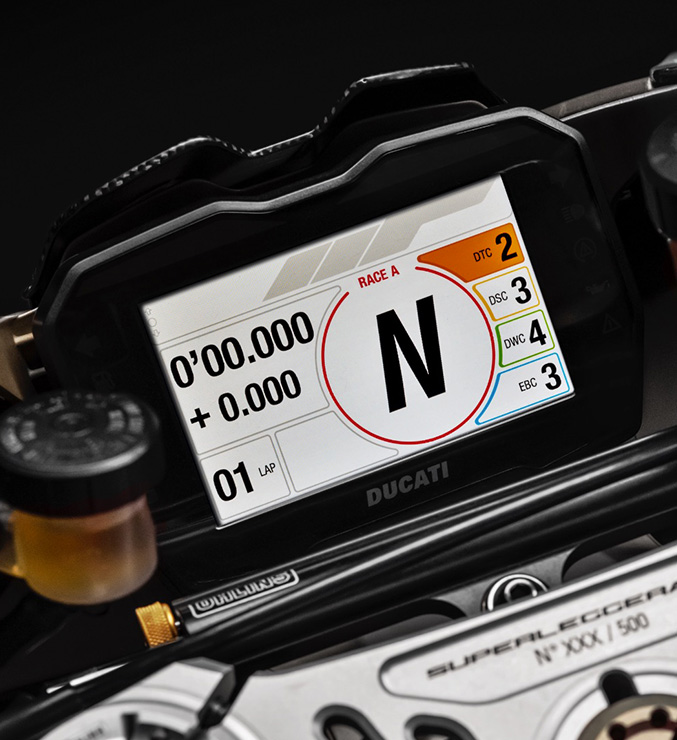 RACE A
DTC 2
DSC 3
DWC 4
EBC 3
N
0'00.000
+ 0.000
01 LAP
DUCATI
ÖHLINS
SUPERLEGGERA
N° XXX / 500